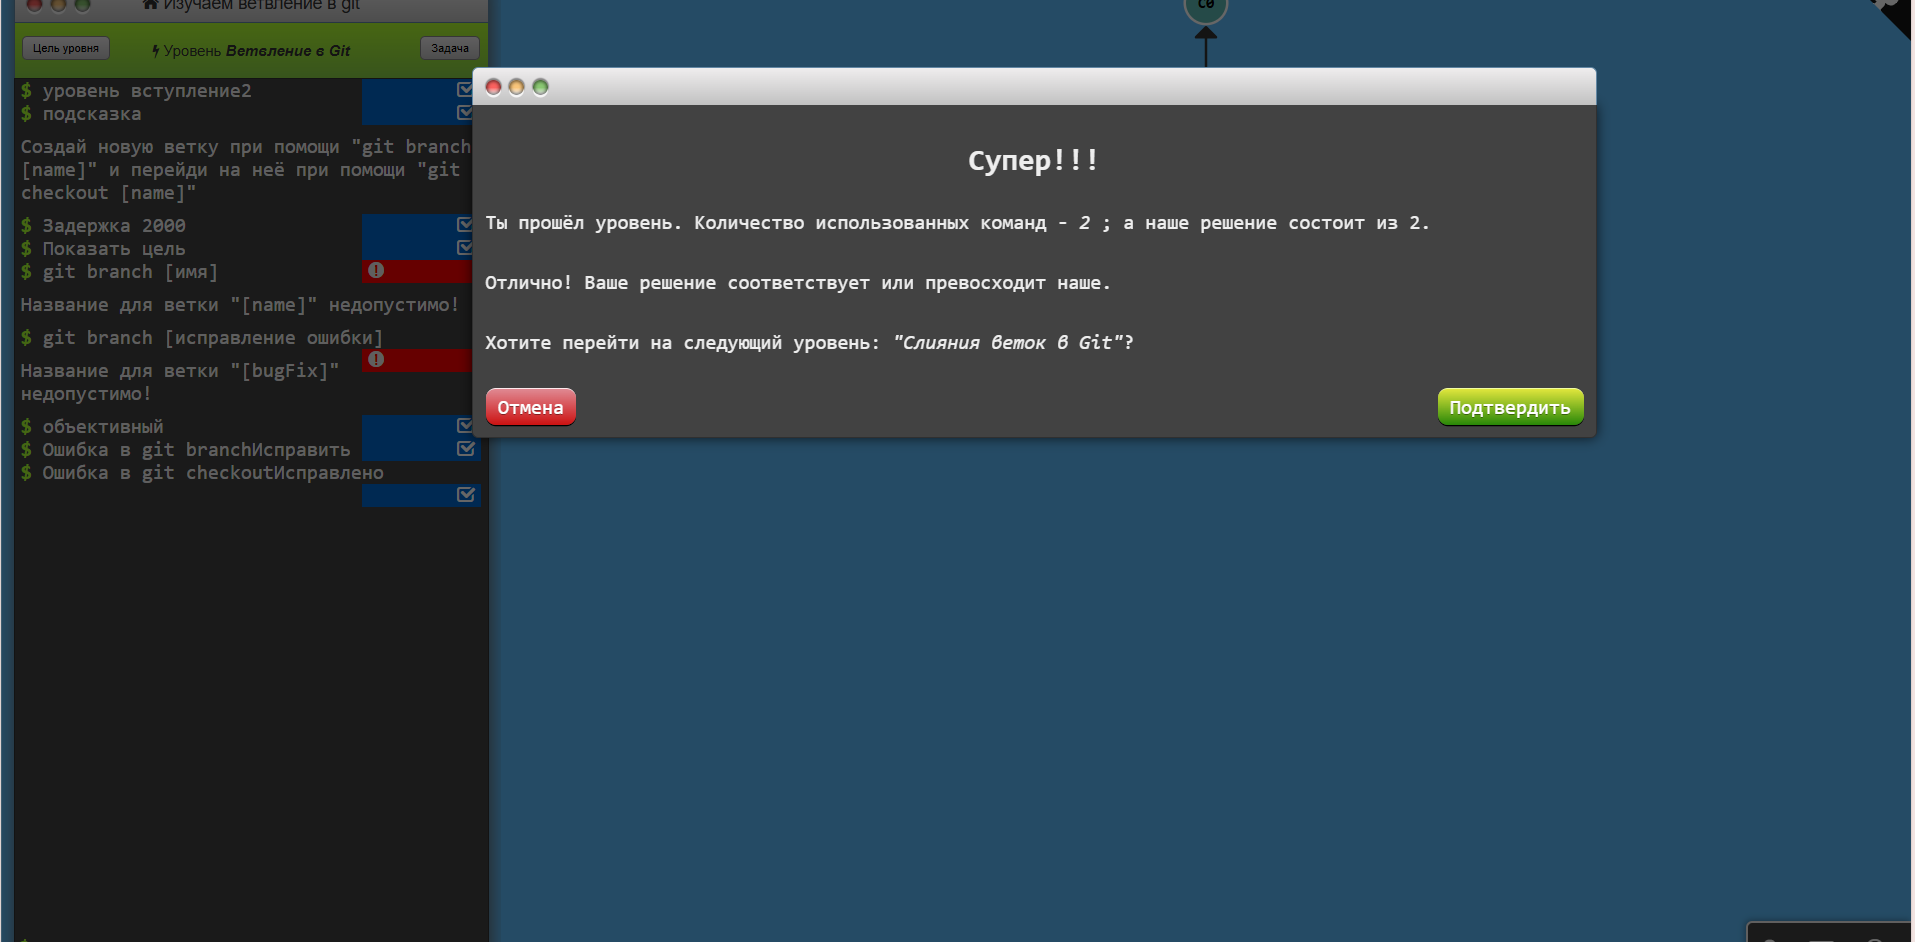 Изучаем ветвление в git
Цель уровня
Уровень Ветвление в Git
Задача
$ уровень вступление2
$ подсказка
Создай новую ветку при помощи "git branch
[name]" и перейди на неё при помощи "git
checkout [name]"
$ Задержка 2000
$ Показать цель
$ git branch [имя]
Название для ветки "[name]" недопустимо!
$ git branch [исправление ошибки]
Название для ветки "[bugFix]"
недопустимо!
$ объективный
$ Ошибка в git branchИсправить
$ Ошибка в git checkoutИсправлено
C0
Супер!!!
Ты прошёл уровень. Количество использованных команд - 2 ; а наше решение состоит из 2.
Отлично! Ваше решение соответствует или превосходит наше.
Хотите перейти на следующий уровень: "Слияния веток в Git"?
Отмена
Подтвердить